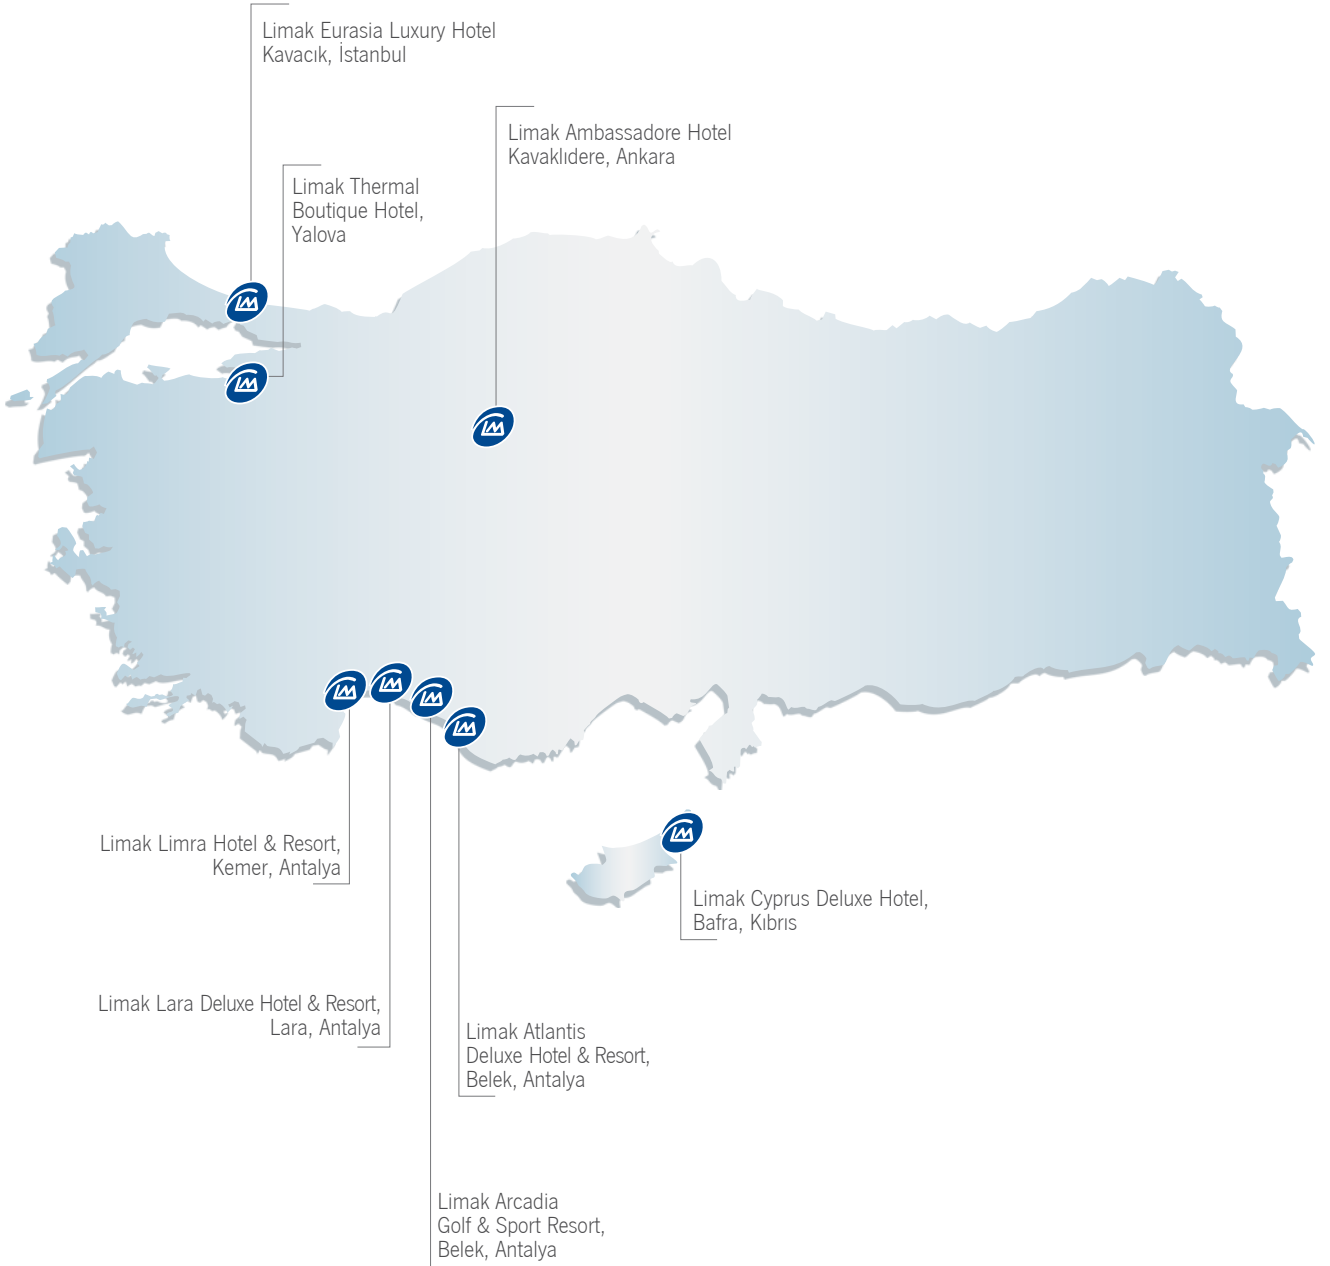 Limak Eurasia Luxury Hotel
Kavacık, İstanbul
Limak Ambassadore Hotel
Kavaklıdere, Ankara
Limak Thermal
Boutique Hotel,
Yalova
Limak Limra Hotel & Resort,
Kemer, Antalya
Limak Cyprus Deluxe Hotel,
Bafra, Kıbrıs
Limak Lara Deluxe Hotel & Resort,
Lara, Antalya
Limak Atlantis
Deluxe Hotel & Resort,
Belek, Antalya
Limak Arcadia
Golf & Sport Resort,
Belek, Antalya